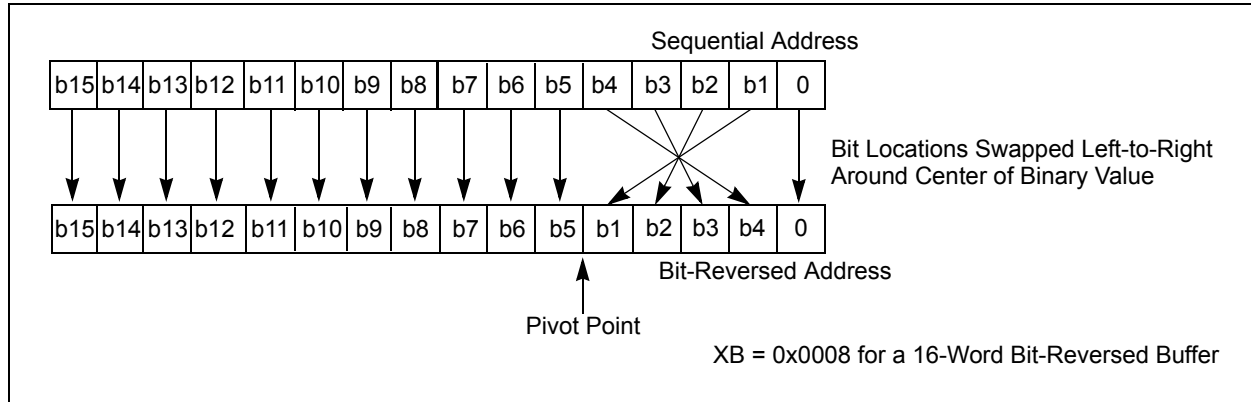 Sequential Address
b15 b14 b13 b12 b11 b10 b9 b8 b7 b6 b5 b4 b3 b2 b1 0
Bit Locations Swapped Left-to-Right
Around Center of Binary Value
b15 b14 b13 b12 b11 b10 b9 b8 b7 b6 b5 b1 b2 b3 b4 0
Bit-Reversed Address
Pivot Point
XB = 0x0008 for a 16-Word Bit-Reversed Buffer